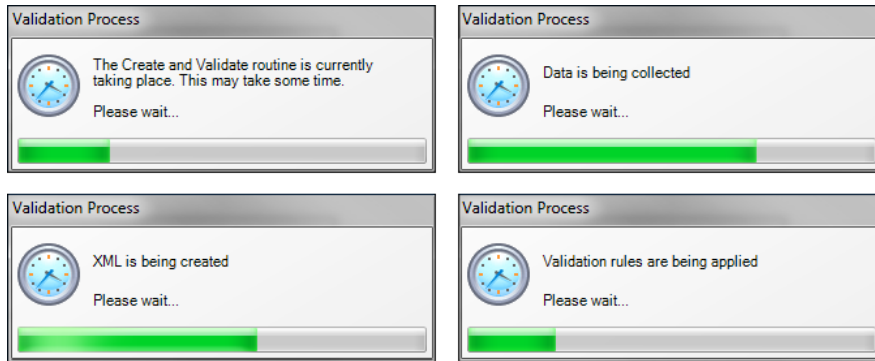 Validation Process
The Create and Validate routine is currently
taking place. This may take some time.
Please wait...
Validation Process
Data is being collected
Please wait...
Validation Process
XML is being created
Please wait...
Validation Process
Validation rules are being applied
Please wait...